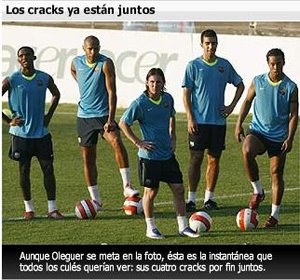 Los cracks ya están juntos
Aunque Oleguer se meta en la foto, ésta es la instantánea que
todos los culés querían ver: sus cuatro cracks por fin juntos.